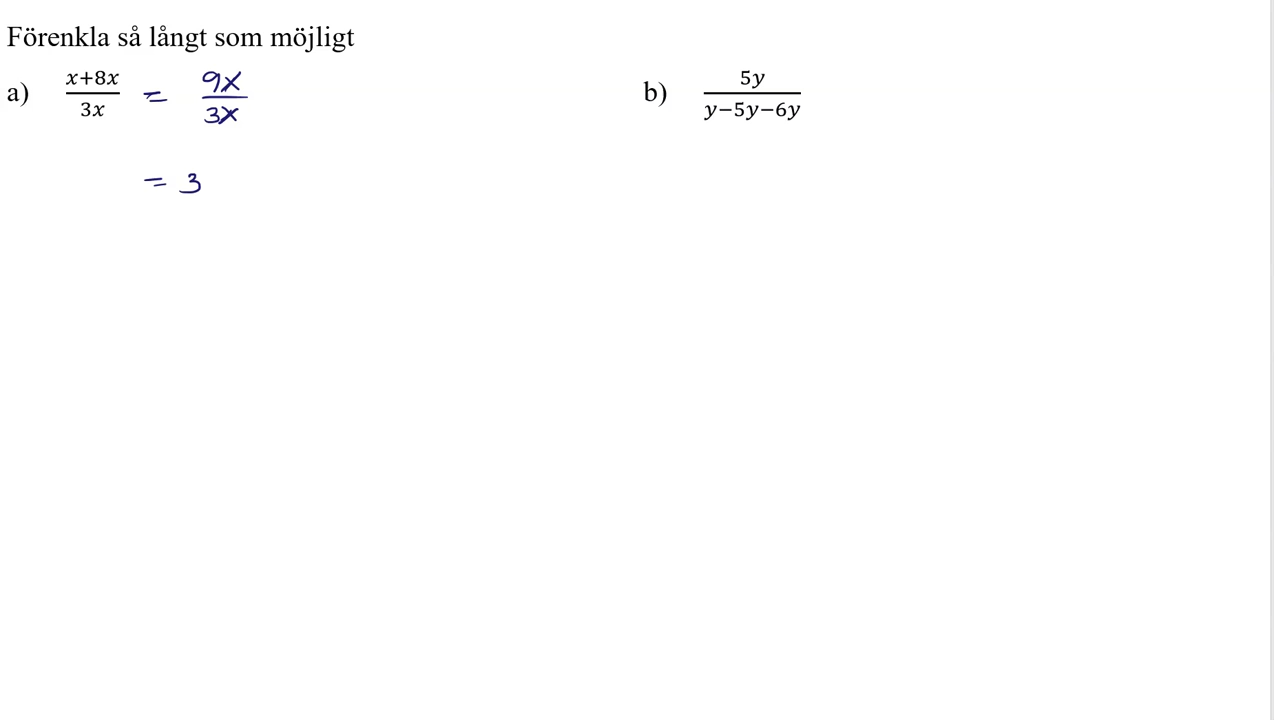 Förenkla så långt som möjligt
a) x+8x / 3x = 9x / 3x
= 3
b) 5y / y−5y−6y